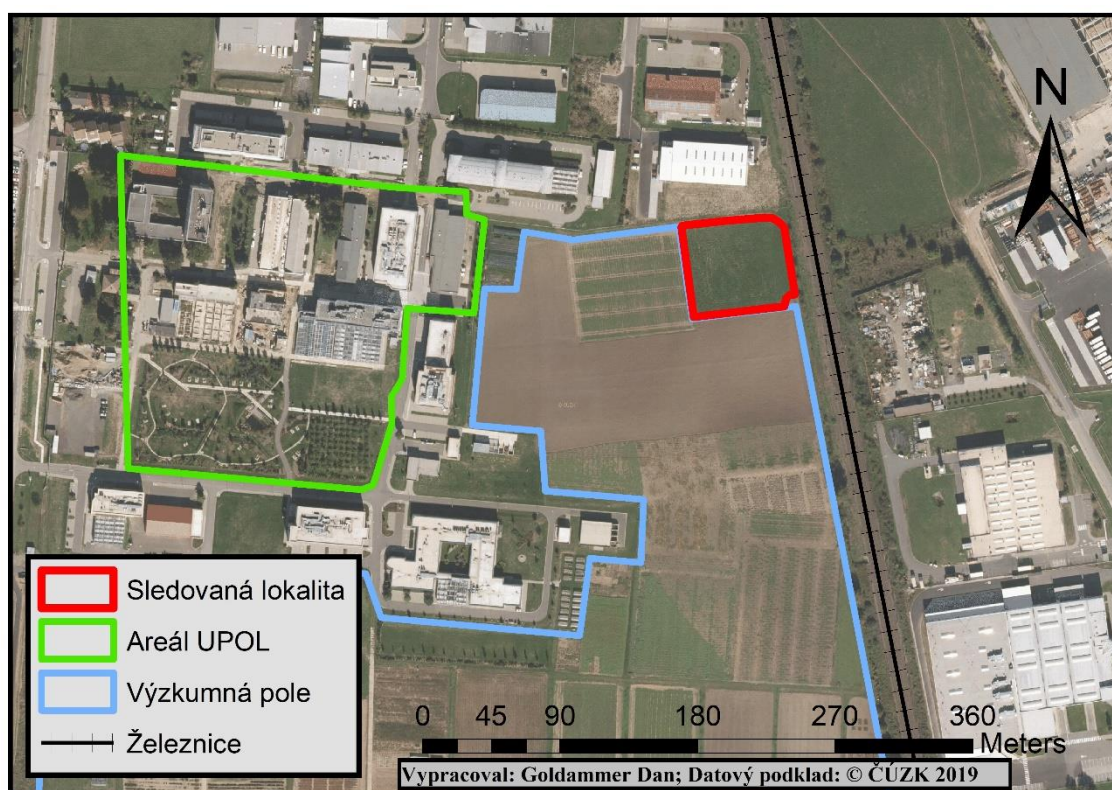 N
Sledovaná lokalita
Areál UPOL
Výzkumná pole
Železnice
0 45 90 180 270 360
Meters
Vypracoval: Goldammer Dan; Datový podklad: © ČÚZK 2019